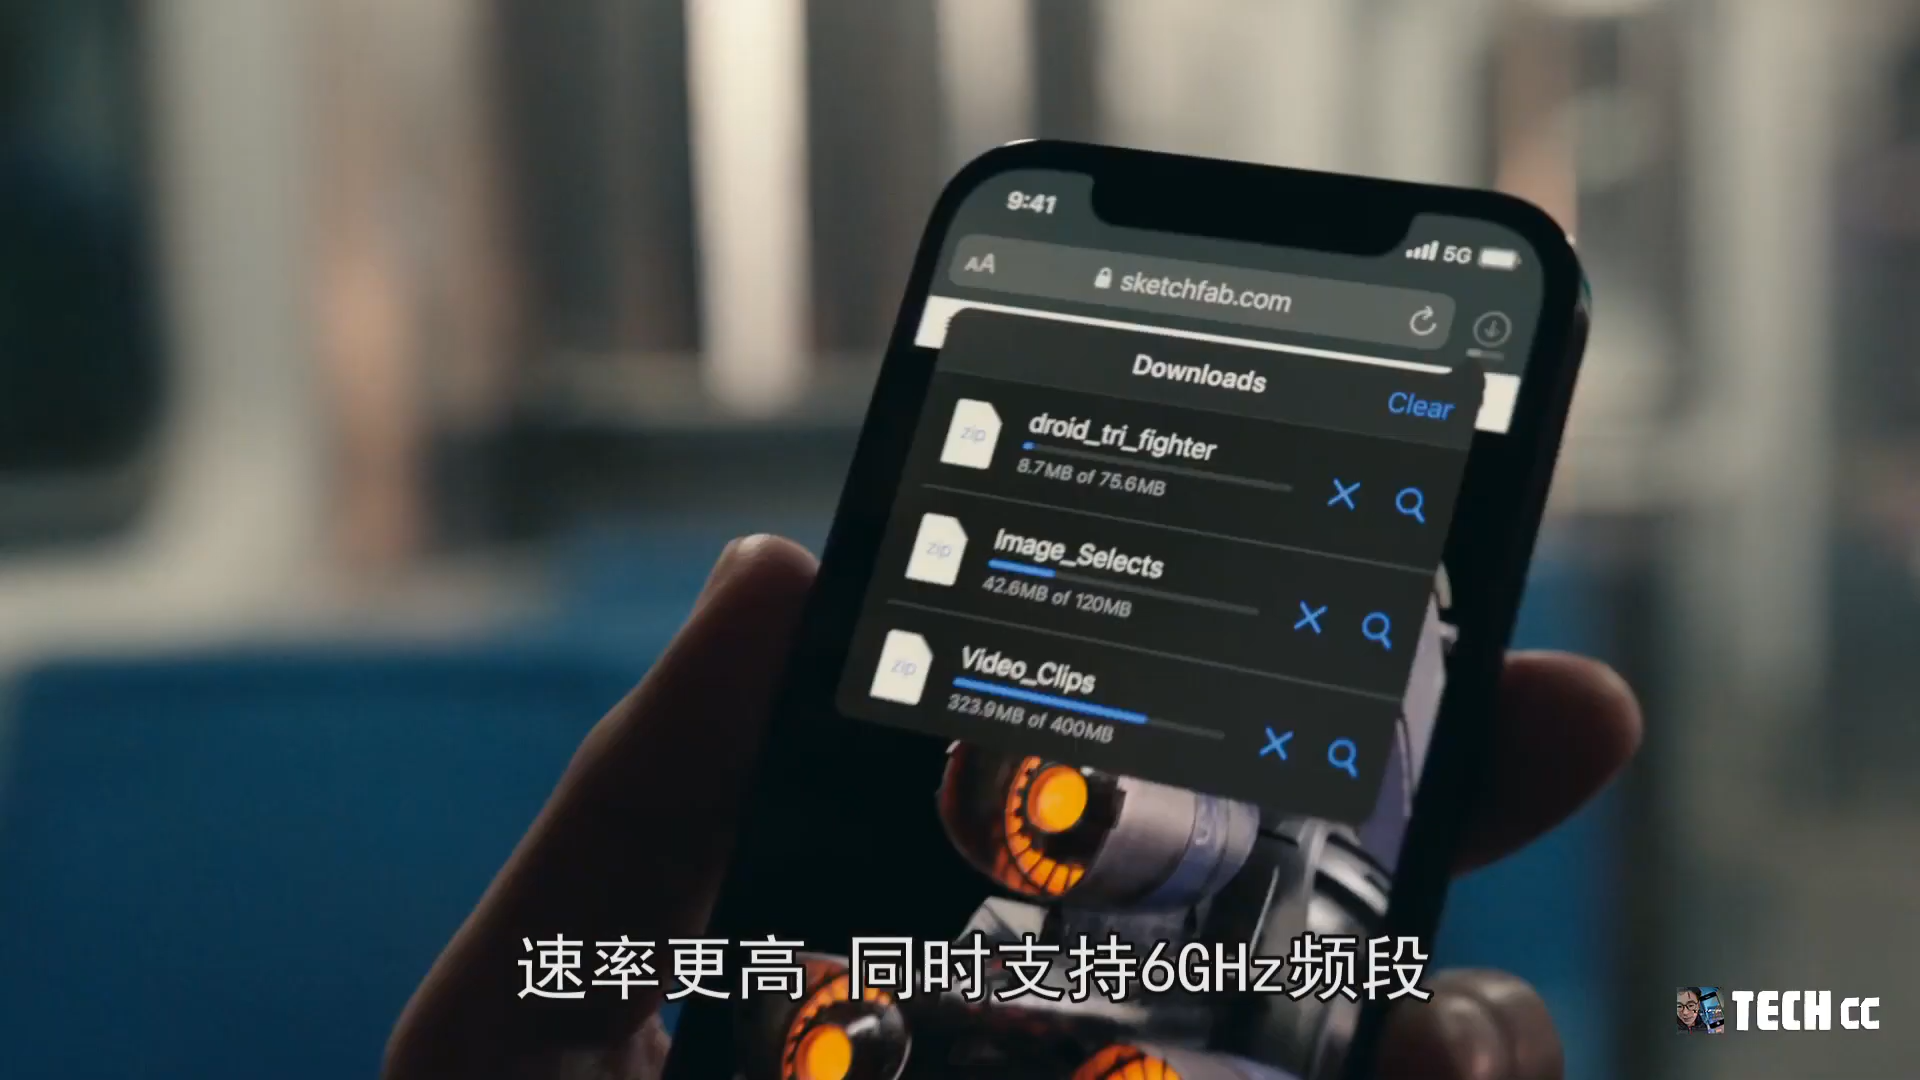 9:41
5G
AA
sketchfab.com
Downloads
Clear
zip
droid_tri_fighter
8.7MB of 75.6MB
zip
Image_Selects
42.6MB of 120MB
zip
Video_Clips
323.9MB of 400MB
速率更高 同时支持6GHz频段
TECH CC